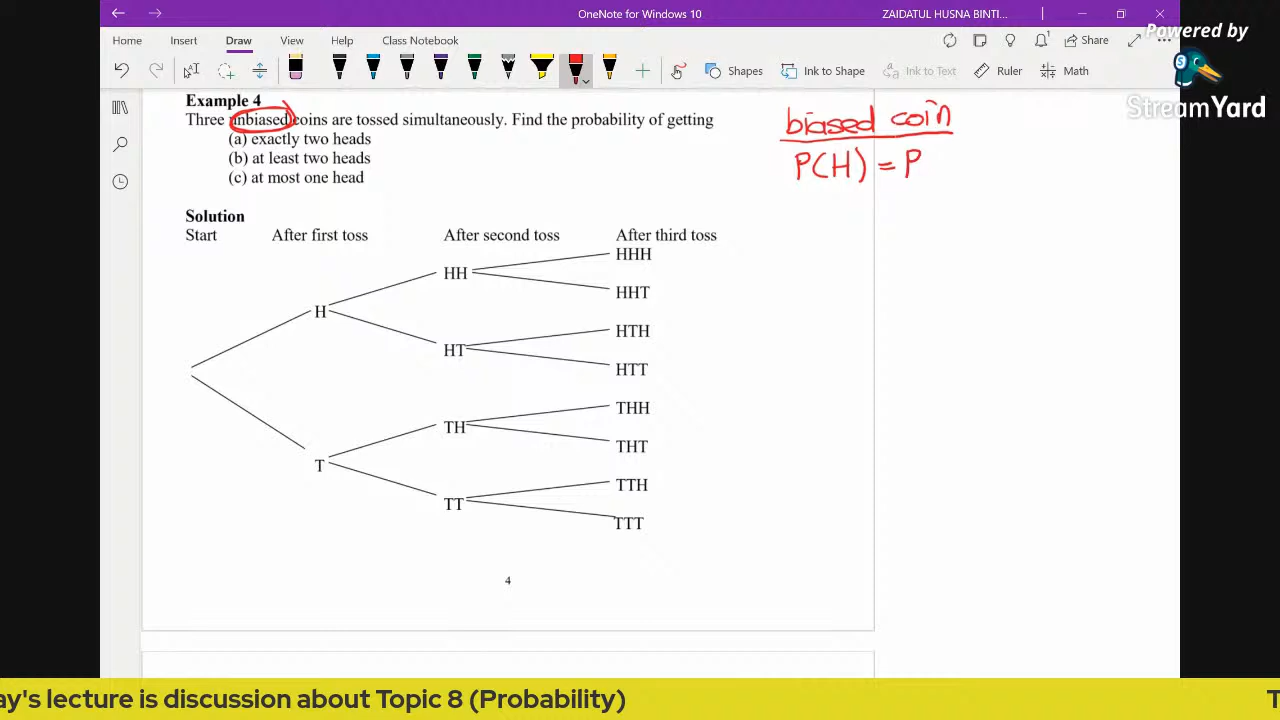 OneNote for Windows 10
ZAIDATUL HUSNA BINTI...
Powered by
StreamYard
Home Insert Draw View Help Class Notebook
Share
Shapes
Ink to Shape
Ink to Text
Ruler
Math
Example 4
Three unbiased coins are tossed simultaneously. Find the probability of getting
(a) exactly two heads
(b) at least two heads
(c) at most one head
biased coin
P(H) = P
Solution
Start After first toss After second toss After third toss
HHH
HH
HHT
H
HTH
HT
HTT
THH
TH
THT
T
TTH
TT
TTT
4
ay's lecture is discussion about Topic 8 (Probability)
T